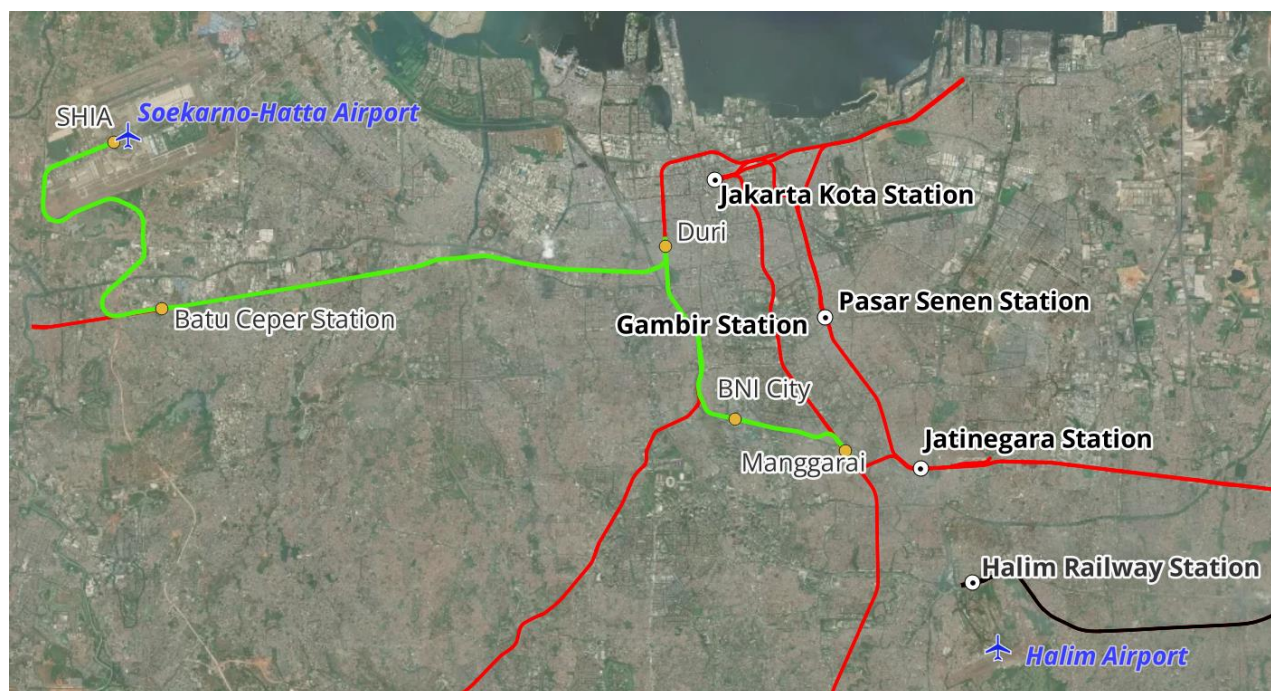 SHIA
Soekarno-Hatta Airport
Jakarta Kota Station
Duri
Pasar Senen Station
Batu Ceper Station
Gambir Station
BNI City
Jatinegara Station
Manggarai
Halim Railway Station
Halim Airport